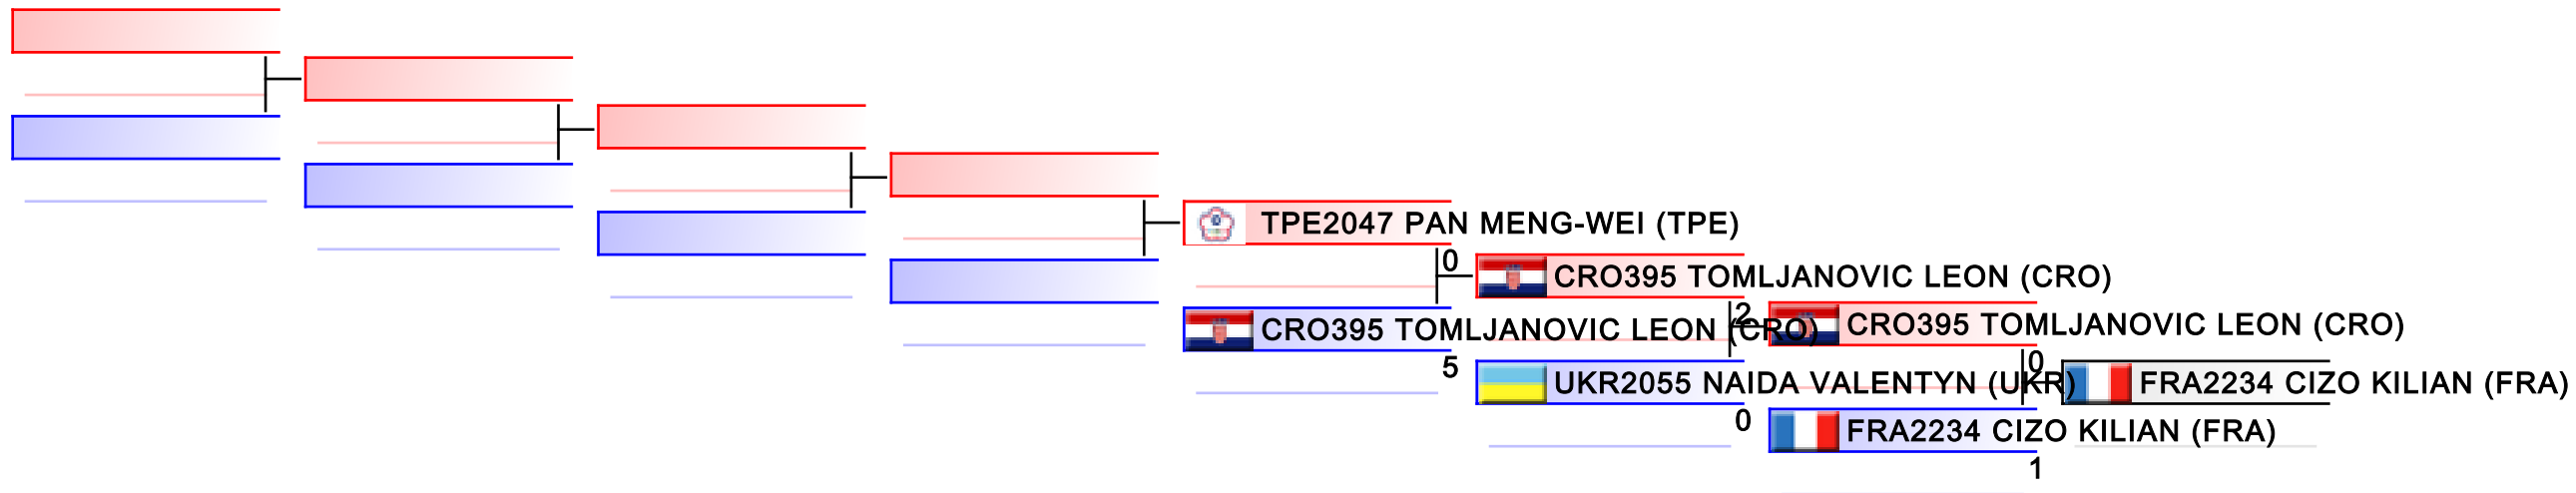 TPE2047 PAN MENG-WEI (TPE)
0
CRO395 TOMLJANOVIC LEON (CRO)
CRO395 TOMLJANOVIC LEON (CRO)
2
CRO395 TOMLJANOVIC LEON (CRO)
5
0
UKR2055 NAIDA VALENTYN (UKR)
FRA2234 CIZO KILIAN (FRA)
0
FRA2234 CIZO KILIAN (FRA)
1